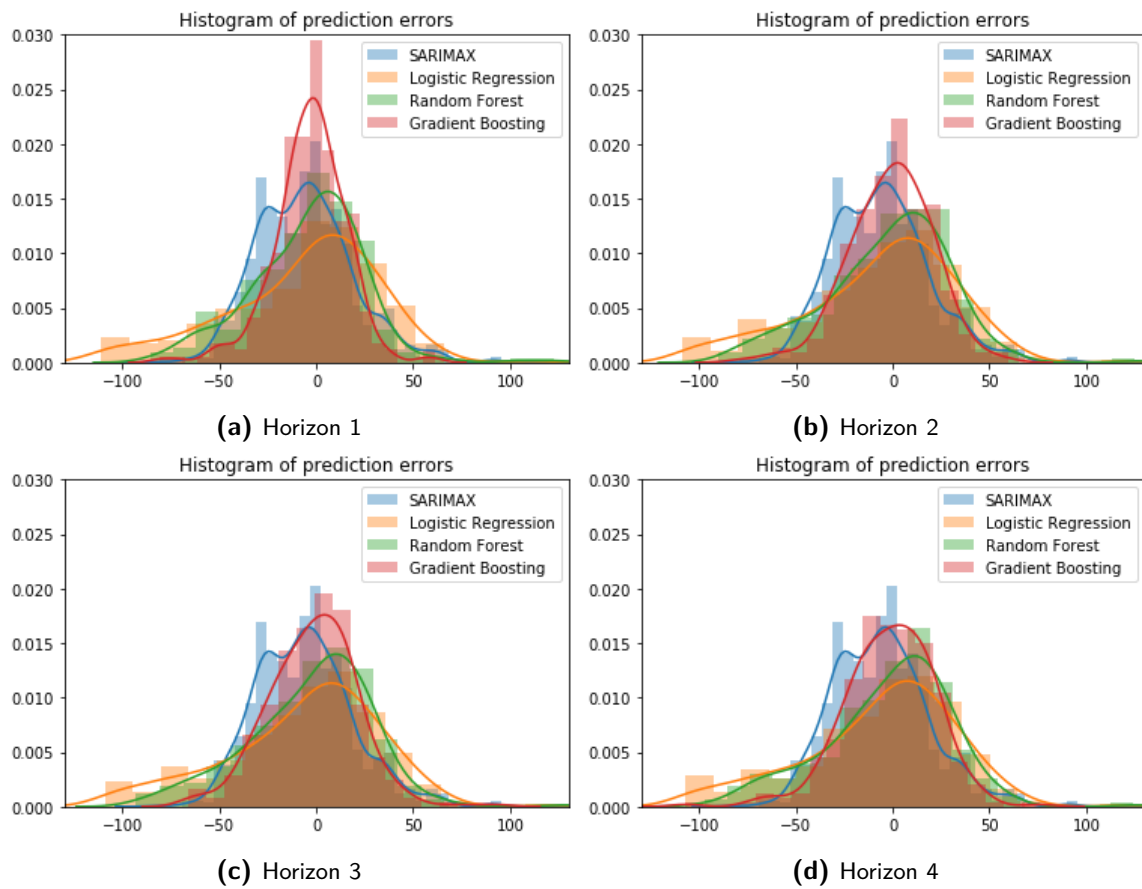 Histogram of prediction errors
0.030
0.025
0.020
0.015
0.010
0.005
0.000
SARIMAX
Logistic Regression
Random Forest
Gradient Boosting
−100
−50
0
50
100
(a) Horizon 1
Histogram of prediction errors
0.030
0.025
0.020
0.015
0.010
0.005
0.000
SARIMAX
Logistic Regression
Random Forest
Gradient Boosting
−100
−50
0
50
100
(b) Horizon 2
Histogram of prediction errors
0.030
0.025
0.020
0.015
0.010
0.005
0.000
SARIMAX
Logistic Regression
Random Forest
Gradient Boosting
−100
−50
0
50
100
(c) Horizon 3
Histogram of prediction errors
0.030
0.025
0.020
0.015
0.010
0.005
0.000
SARIMAX
Logistic Regression
Random Forest
Gradient Boosting
−100
−50
0
50
100
(d) Horizon 4